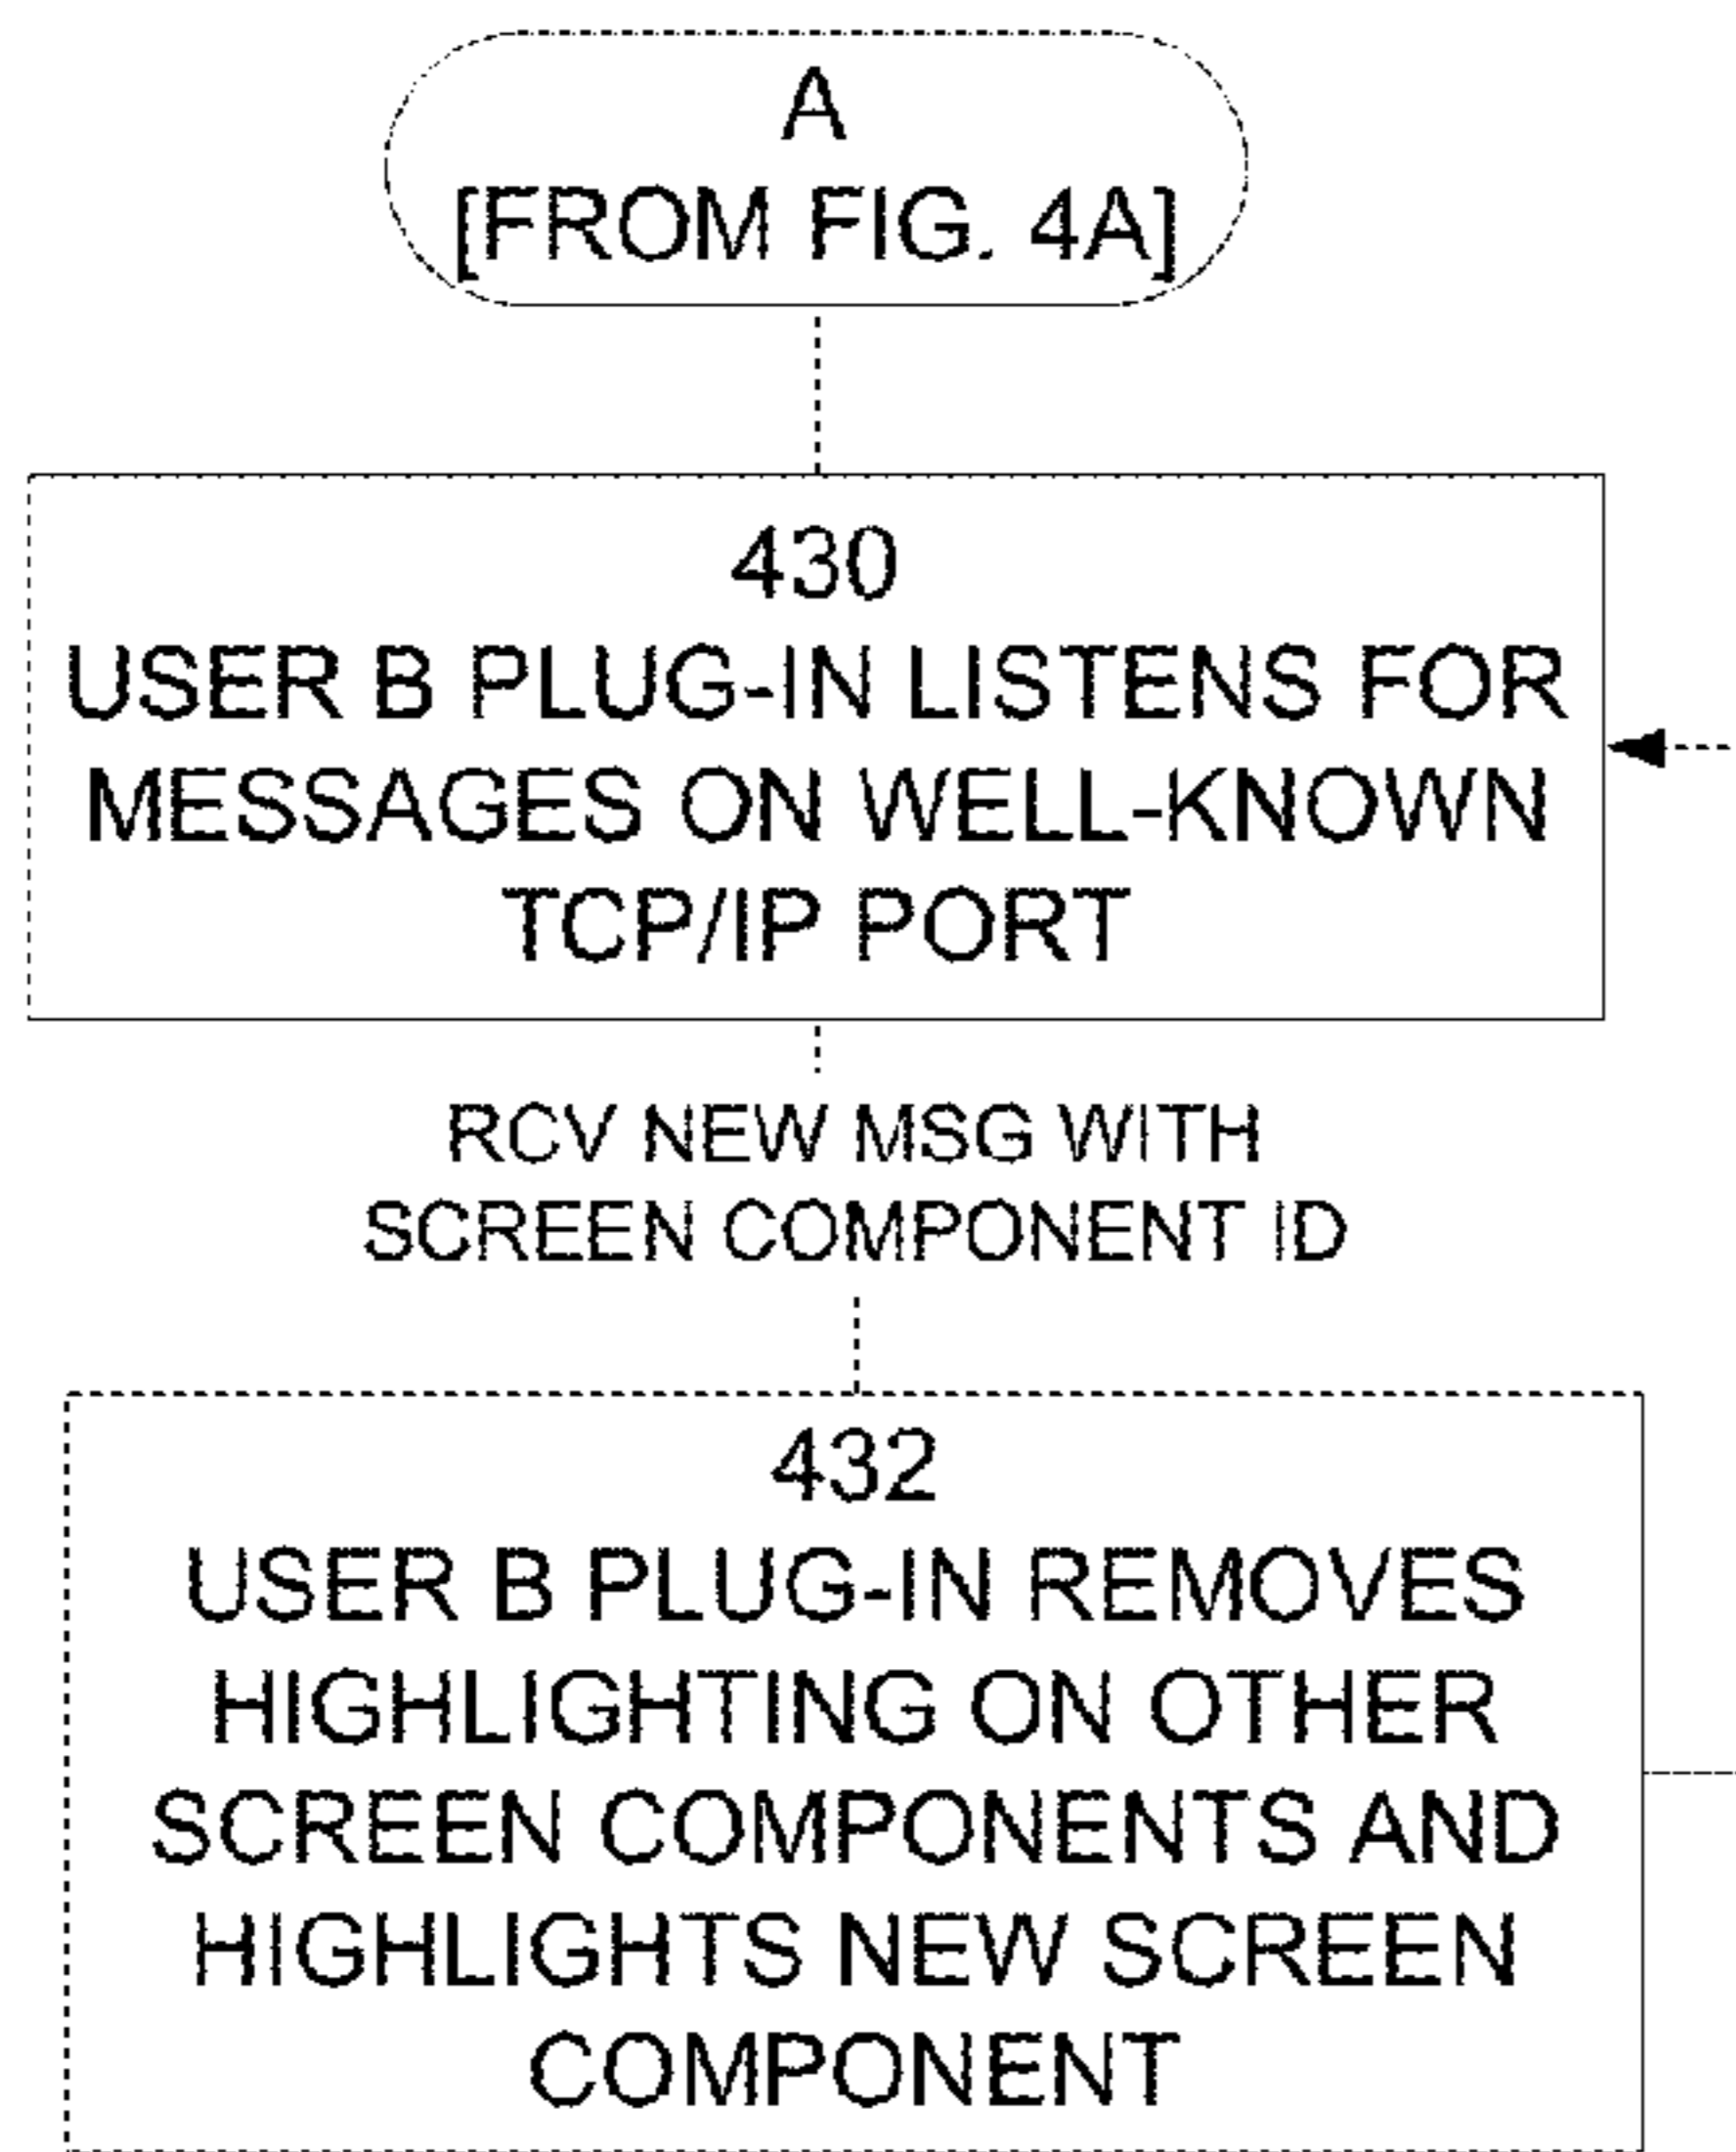 A
[FROM FIG. 4A]
430
USER B PLUG-IN LISTENS FOR
MESSAGES ON WELL-KNOWN
TCP/IP PORT
RCV NEW MSG WITH
SCREEN COMPONENT ID
432
USER B PLUG-IN REMOVES
HIGHLIGHTING ON OTHER
SCREEN COMPONENTS AND
HIGHLIGHTS NEW SCREEN
COMPONENT